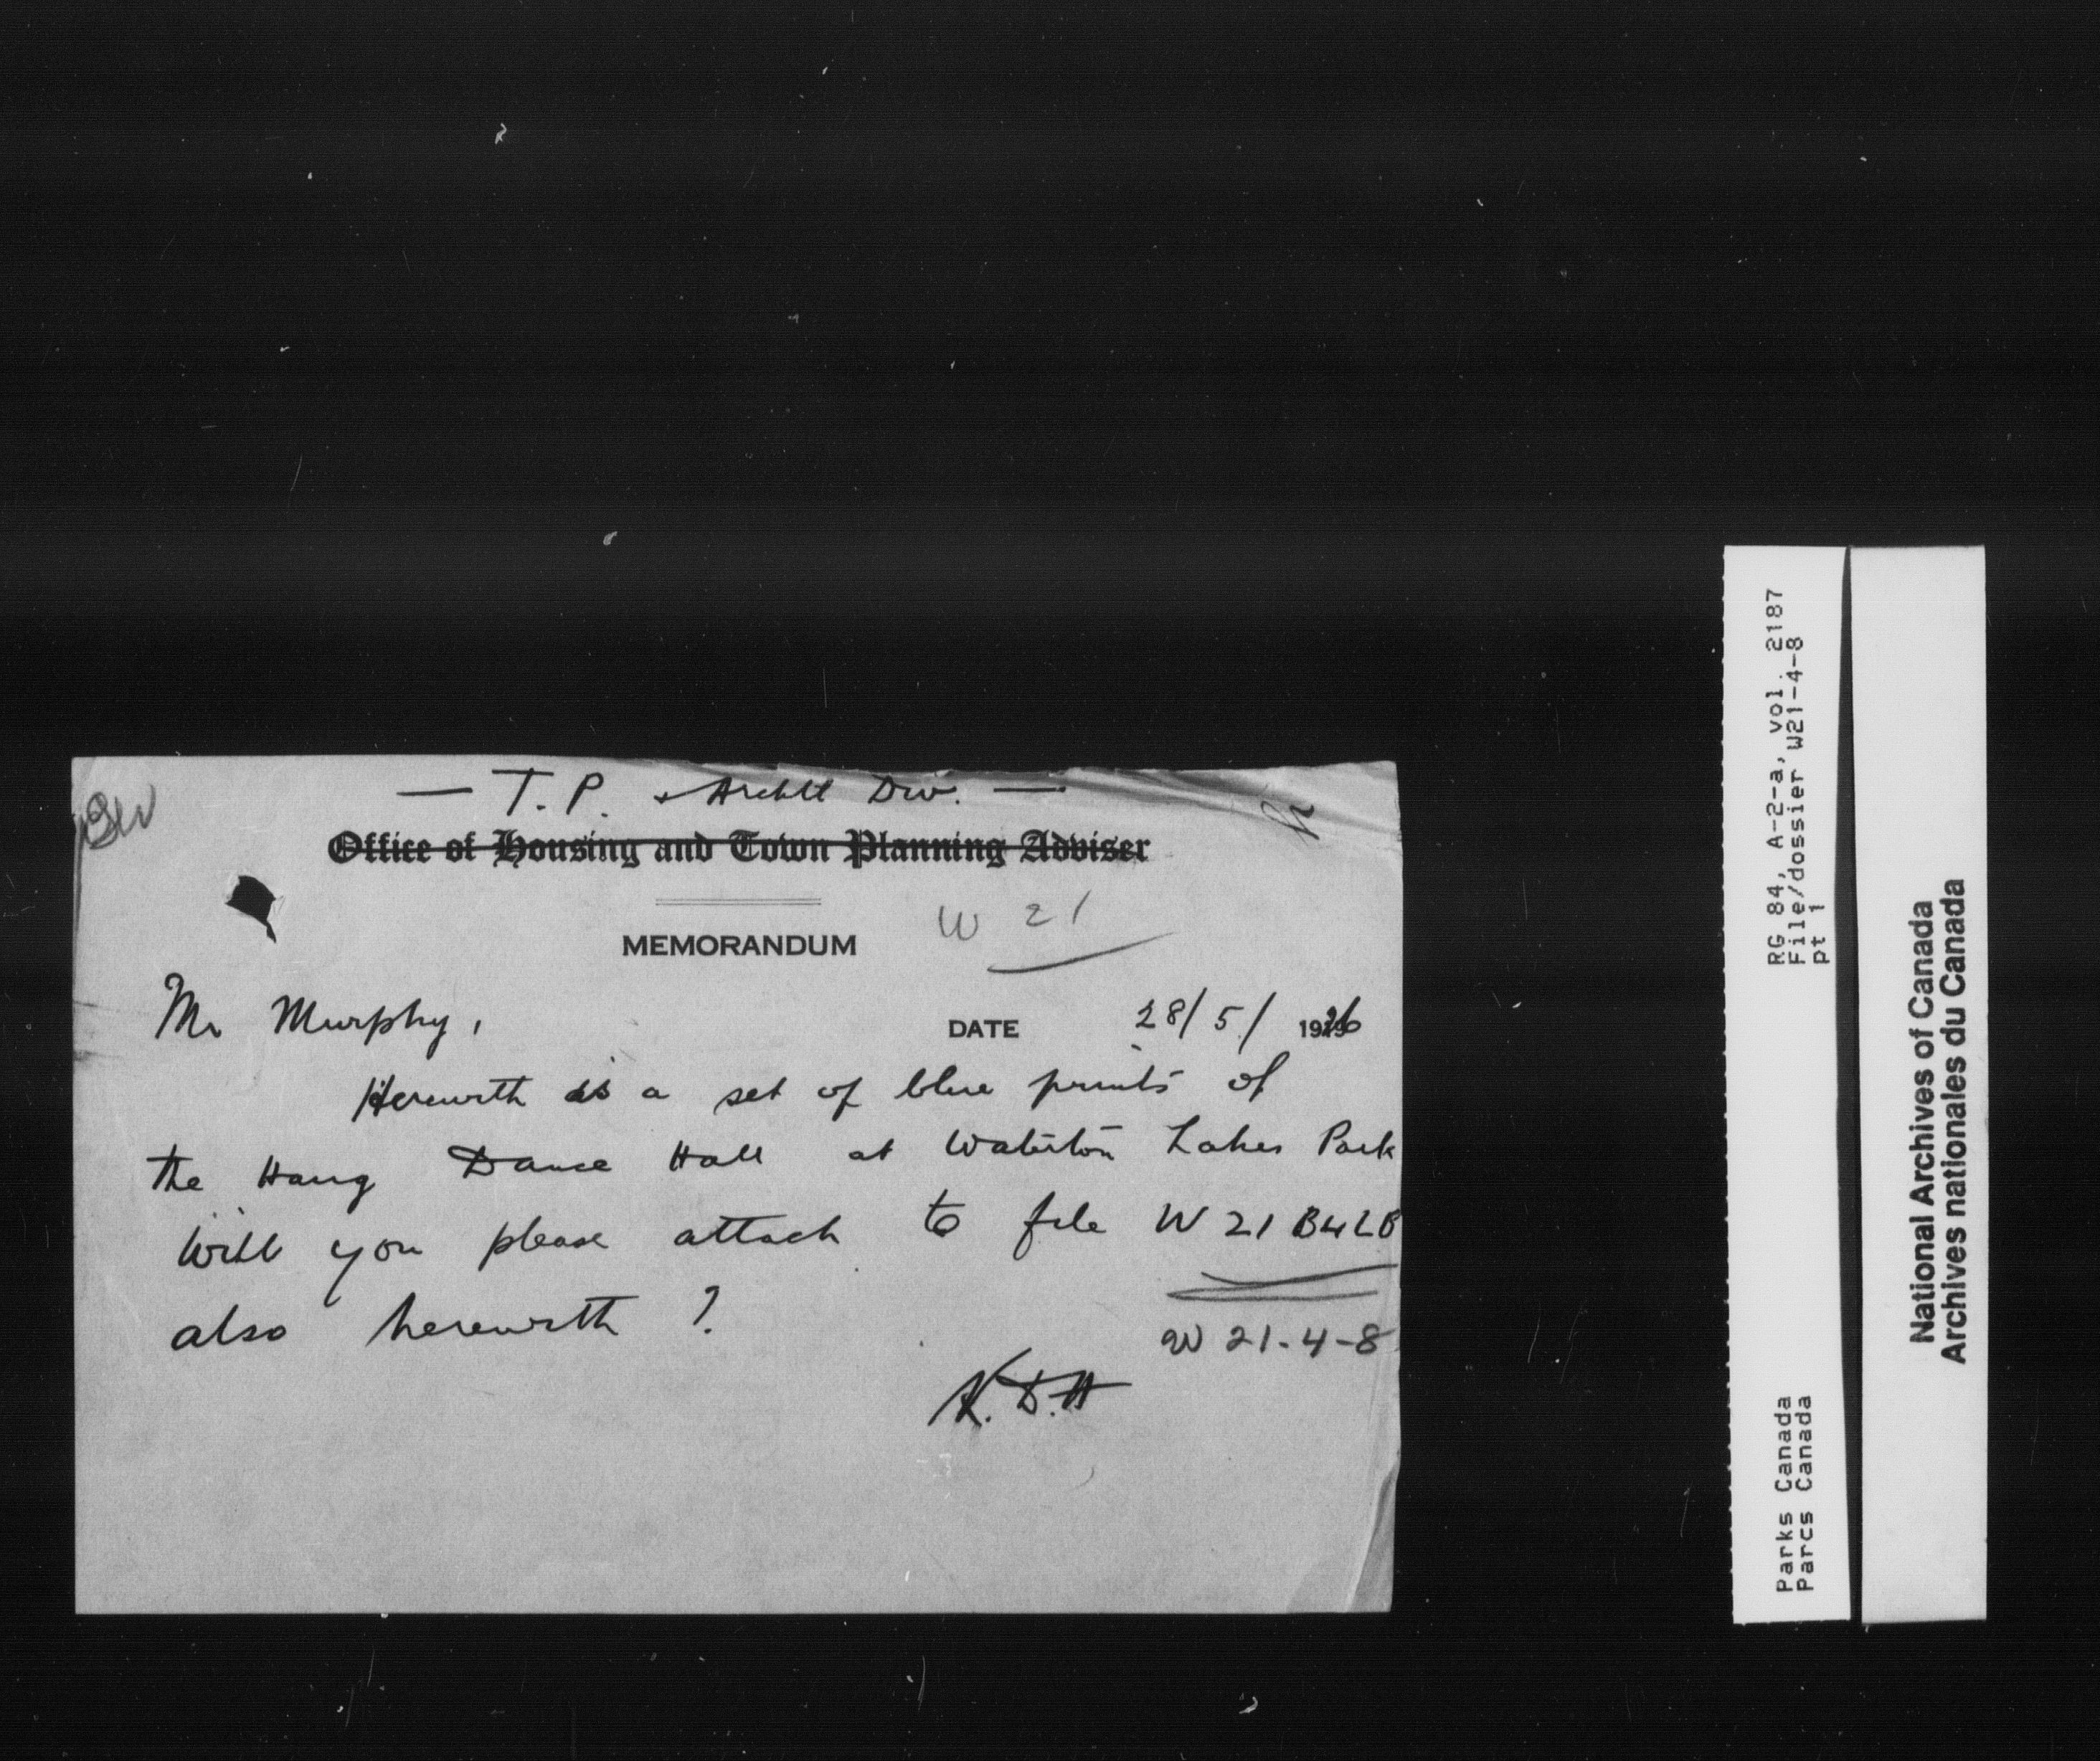 — T. P. & Archtl Div. —
Office of Housing and Town Planning Adviser
W 21
MEMORANDUM
Mr Murphy,
DATE 28/5/ 1926
Herewith is a set of blue prints of
the Haug Dance Hall at Waterton Lakes Park
Will you please attach to file W 21 B4LB
also herewith ?
W 21-4-8
K.D.H
RG 84, A-2-a, vol. 2187
File/dossier W21-4-8
pt 1
Parks Canada
Parcs Canada
National Archives of Canada
Archives nationales du Canada